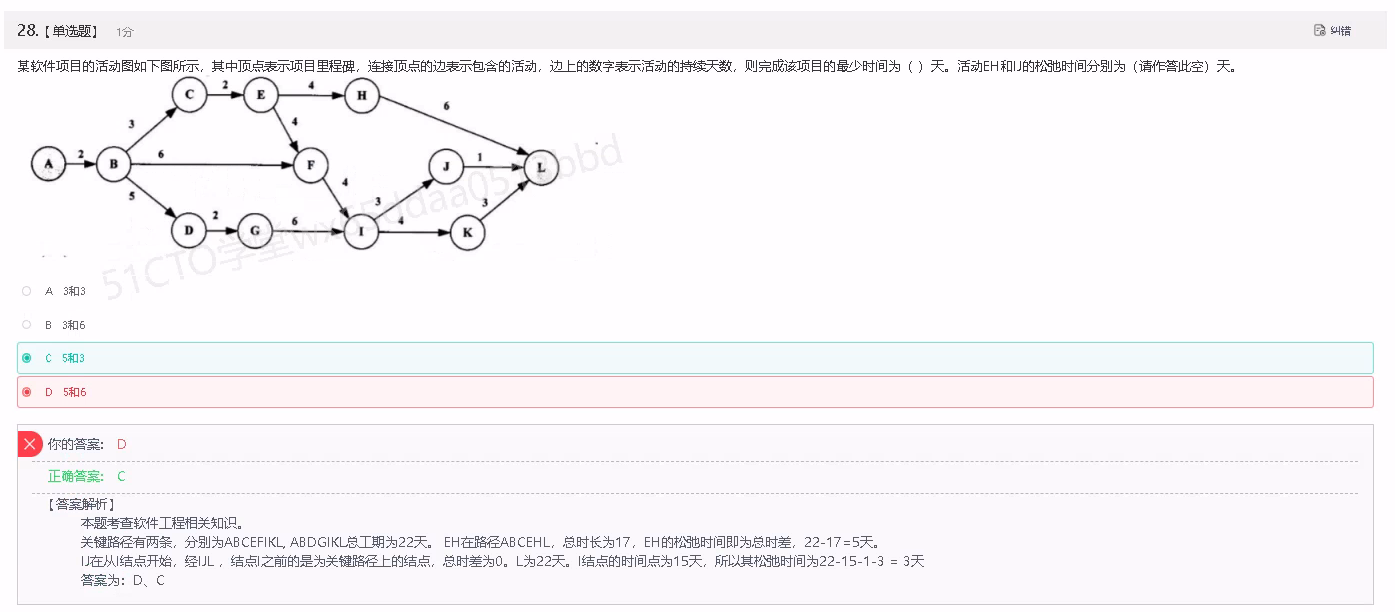 28.【单选题】 1分 纠错
某软件项目的活动图如下图所示，其中顶点表示项目里程碑，连接顶点的边表示包含的活动，边上的数字表示活动的持续天数，则完成该项目的最少时间为（ ）天。活动EH和IJ的松弛时间分别为（请作答此空）天。
C 2 E 4 H
3 4 6
A 2 B 6 F J 1 L
5 4 3 3
D 2 G 6 I 4 K
A 3和3
B 3和6
C 5和3
D 5和6
你的答案： D
正确答案： C
【答案解析】
本题考查软件工程相关知识。
关键路径有两条，分别为ABCEFIKL, ABDGIKL总工期为22天。 EH在路径ABCEHL，总时长为17，EH的松弛时间即为总时差，22-17=5天。
IJ在从I结点开始，经IJL ，结点I之前的是为关键路径上的结点，总时差为0。L为22天。I结点的时间点为15天，所以其松弛时间为22-15-1-3 = 3天
答案为：D、C